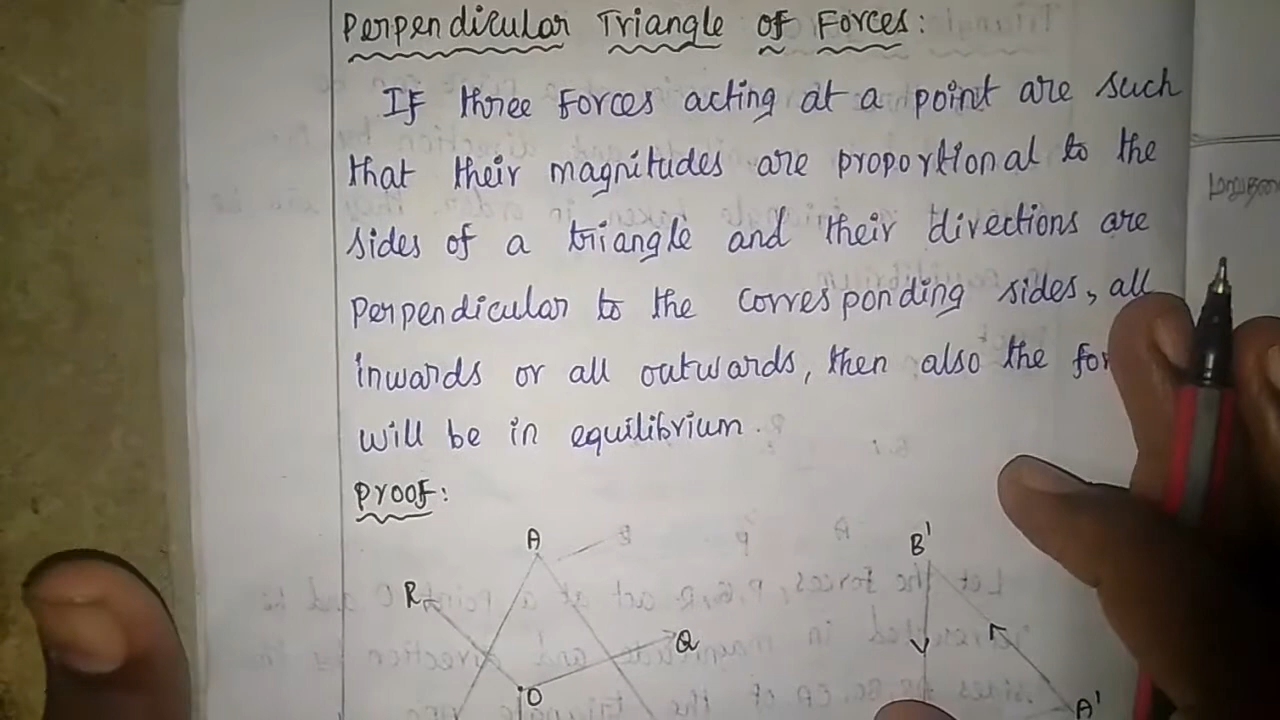 Perpendicular Triangle of Forces:
If three forces acting at a point are such
that their magnitudes are proportional to the
sides of a triangle and their directions are
perpendicular to the corresponding sides, all
inwards or all outwards, then also the for
will be in equilibrium.
Proof:
A
B'
R
Q
O
A'